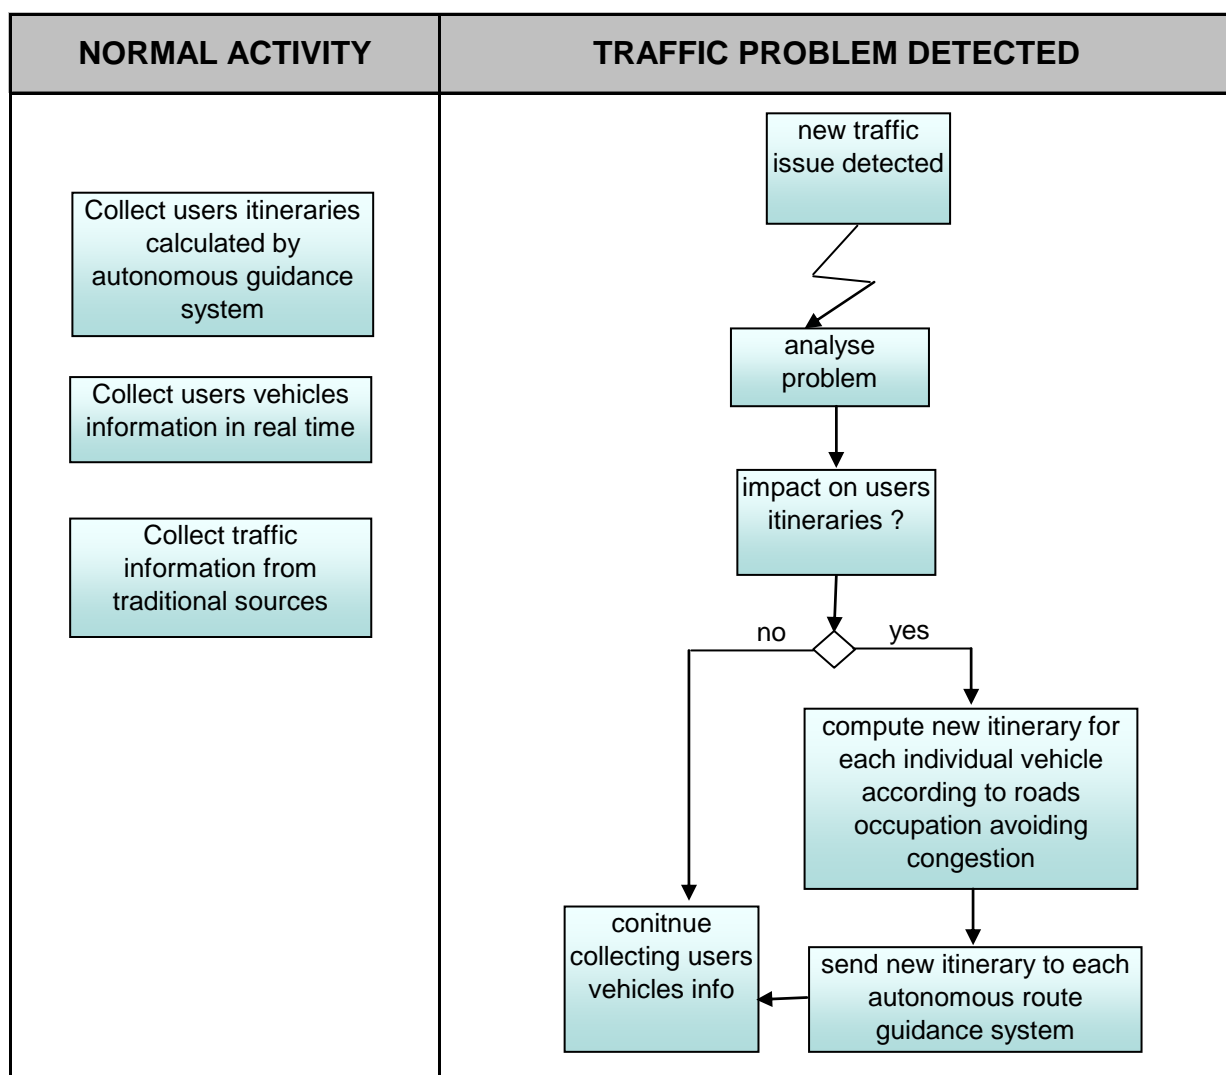 NORMAL ACTIVITY
TRAFFIC PROBLEM DETECTED
Collect users itineraries
calculated by
autonomous guidance
system
Collect users vehicles
information in real time
Collect traffic
information from
traditional sources
new traffic
issue detected
analyse
problem
impact on users
itineraries ?
no
yes
compute new itinerary for
each individual vehicle
according to roads
occupation avoiding
congestion
conitnue
collecting users
vehicles info
send new itinerary to each
autonomous route
guidance system